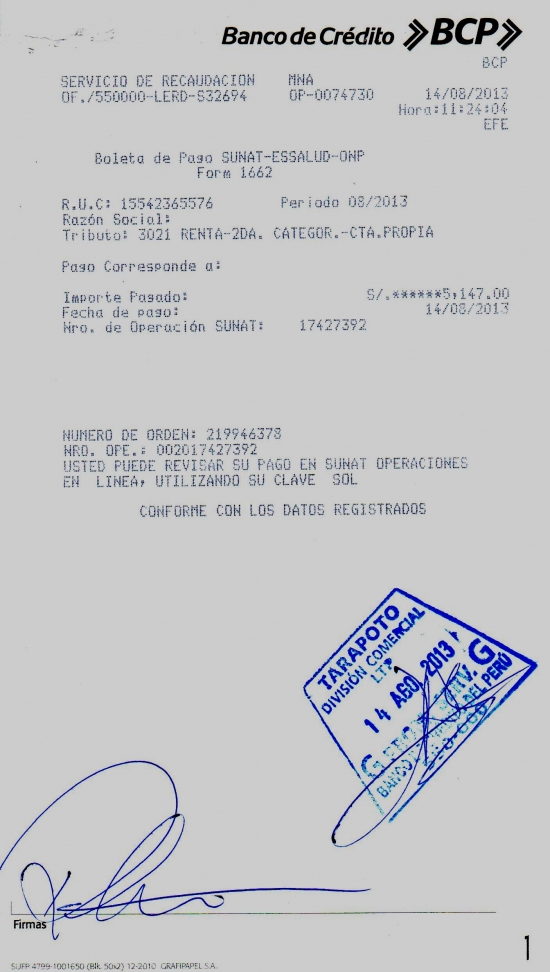 Banco de Crédito BCP
BCP
SERVICIO DE RECAUDACION MNA
OF./550000-LERD-S32694 OP-0074730 14/08/2013
Hora:11:24:04
EFE
Boleta de Pago SUNAT-ESSALUD-ONP
Form 1662
R.U.C: 15542365576 Periodo 08/2013
Razón Social:
Tributo: 3021 RENTA-2DA. CATEGOR.-CTA.PROPIA
Pago Corresponde a:
Importe Pagado: S/.******5,147.00
Fecha de pago: 14/08/2013
Nro. de Operación SUNAT: 17427392
NUMERO DE ORDEN: 219946378
NRO. OPE.: 002017427392
USTED PUEDE REVISAR SU PAGO EN SUNAT OPERACIONES
EN LINEA, UTILIZANDO SU CLAVE SOL
CONFORME CON LOS DATOS REGISTRADOS
TARAPOTO
DIVISIÓN COMERCIAL
14 AGO. 2013
G G
BANCO DEL PERÚ
Firmas
1
SUFP 4799-1001650 (Blk. 50x2) 12-2010 GRAFIPAPEL S.A.